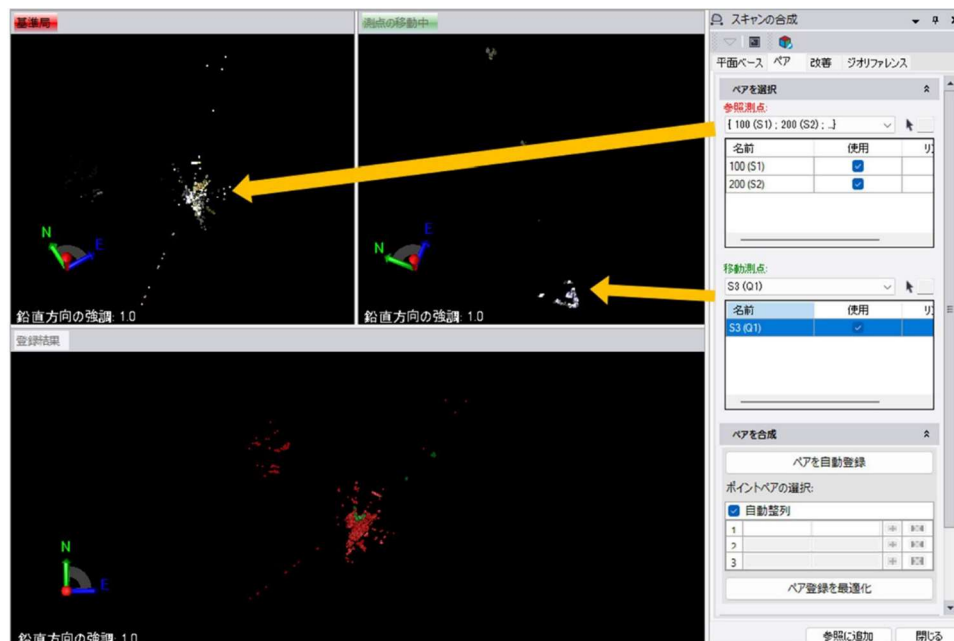 基準局
測点の移動中
N
E
鉛直方向の強調: 1.0
N
E
鉛直方向の強調: 1.0
登録結果
N
E
鉛直方向の強調: 1.0
スキャンの合成
平面ベース ペア 改善 ジオリファレンス
ペアを選択
参照測点:
{ 100 (S1) ; 200 (S2) ; ..}
名前 使用 リ
100 (S1)
200 (S2)
移動測点:
S3 (Q1)
名前 使用 リ
S3 (Q1)
ペアを合成
ペアを自動登録
ポイントペアの選択:
自動整列
1
2
3
ペア登録を最適化
参照に追加 閉じる